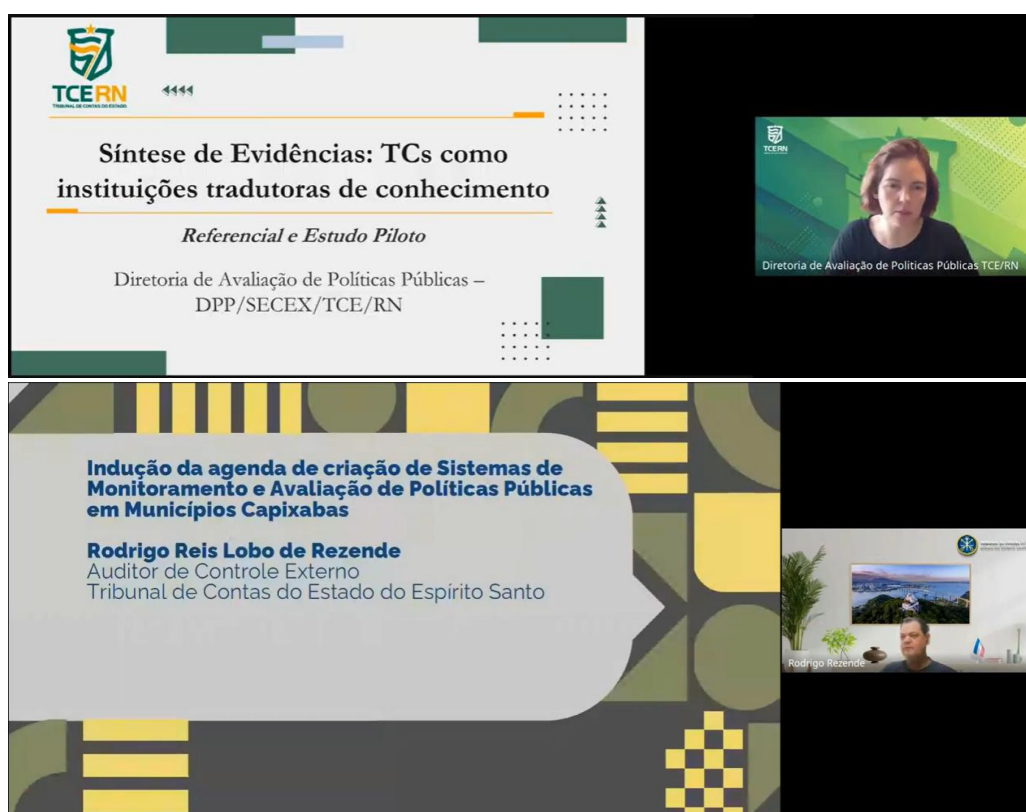 TCERN
TRIBUNAL DE CONTAS DO ESTADO
Síntese de Evidências: TCs como
instituições tradutoras de conhecimento
Referencial e Estudo Piloto
Diretoria de Avaliação de Políticas Públicas –
DPP/SECEX/TCE/RN
TCERN
Diretoria de Avaliação de Politicas Públicas TCE/RN
Indução da agenda de criação de Sistemas de
Monitoramento e Avaliação de Políticas Públicas
em Municípios Capixabas
Rodrigo Reis Lobo de Rezende
Auditor de Controle Externo
Tribunal de Contas do Estado do Espírito Santo
Rodrigo Rezende